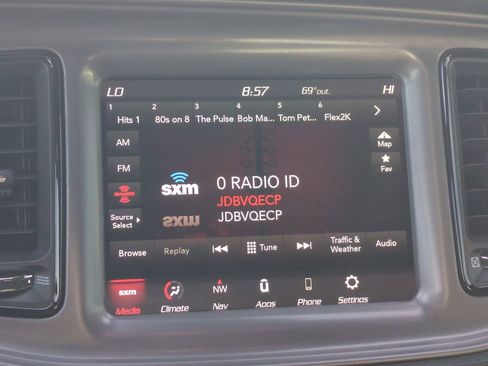 LO 8:57 69°out. HI
1 2 3 4 5 6
Hits 1 80s on 8 The Pulse Bob Ma... Tom Pet... Flex2K
AM
Map
FM
Fav
sxm
0 RADIO ID
JDBVQECP
JDBVQECP
Source
Select
Browse Replay Tune Traffic &
Weather Audio
sxm NW ū
Media Climate Nav Apps Phone Settings